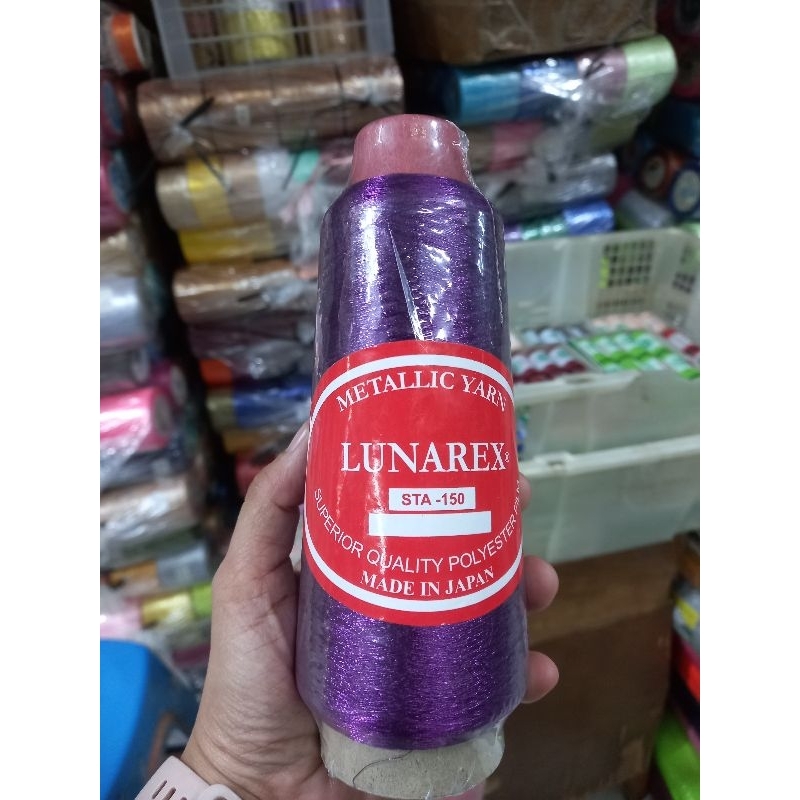 METALLIC YARN
LUNAREX®
STA -150
SUPERIOR QUALITY POLYESTER
MADE IN JAPAN